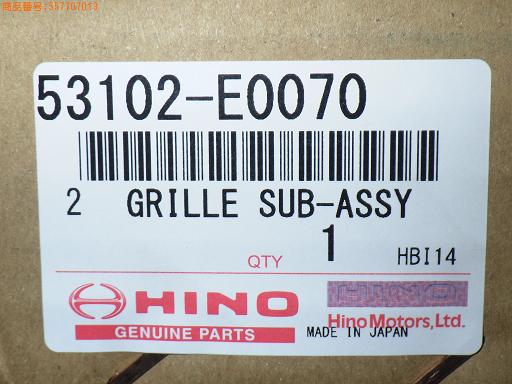 商品番号:557707013
53102-E0070
2 GRILLE SUB-ASSY
QTY 1 HBI14
HINO
GENUINE PARTS
HINO
Hino Motors, Ltd.
MADE IN JAPAN